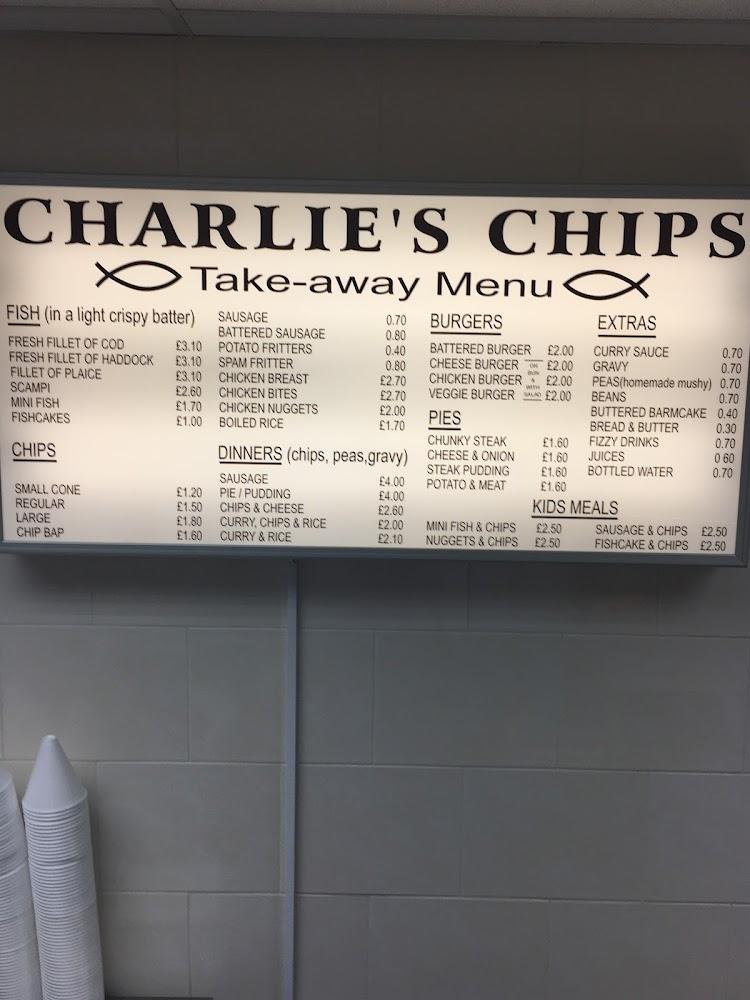 CHARLIE'S CHIPS
Take-away Menu
FISH (in a light crispy batter)
FRESH FILLET OF COD £3.10
FRESH FILLET OF HADDOCK £3.10
FILLET OF PLAICE £3.10
SCAMPI £2.60
MINI FISH £1.70
FISHCAKES £1.00
CHIPS
SMALL CONE £1.20
REGULAR £1.50
LARGE £1.80
CHIP BAP £1.60
SAUSAGE 0.70
BATTERED SAUSAGE 0.80
POTATO FRITTERS 0.40
SPAM FRITTER 0.80
CHICKEN BREAST £2.70
CHICKEN BITES £2.70
CHICKEN NUGGETS £2.00
BOILED RICE £1.70
DINNERS (chips, peas,gravy)
SAUSAGE £4.00
PIE / PUDDING £4.00
CHIPS & CHEESE £2.60
CURRY, CHIPS & RICE £2.00
CURRY & RICE £2.10
BURGERS
BATTERED BURGER £2.00
CHEESE BURGER £2.00
CHICKEN BURGER £2.00
VEGGIE BURGER £2.00
ON
BUN
&
WITH
SALAD
PIES
CHUNKY STEAK £1.60
CHEESE & ONION £1.60
STEAK PUDDING £1.60
POTATO & MEAT £1.60
EXTRAS
CURRY SAUCE 0.70
GRAVY 0.70
PEAS(homemade mushy) 0.70
BEANS 0.70
BUTTERED BARMCAKE 0.40
BREAD & BUTTER 0.30
FIZZY DRINKS 0.70
JUICES 0 60
BOTTLED WATER 0.70
KIDS MEALS
MINI FISH & CHIPS £2.50
NUGGETS & CHIPS £2.50
SAUSAGE & CHIPS £2.50
FISHCAKE & CHIPS £2.50